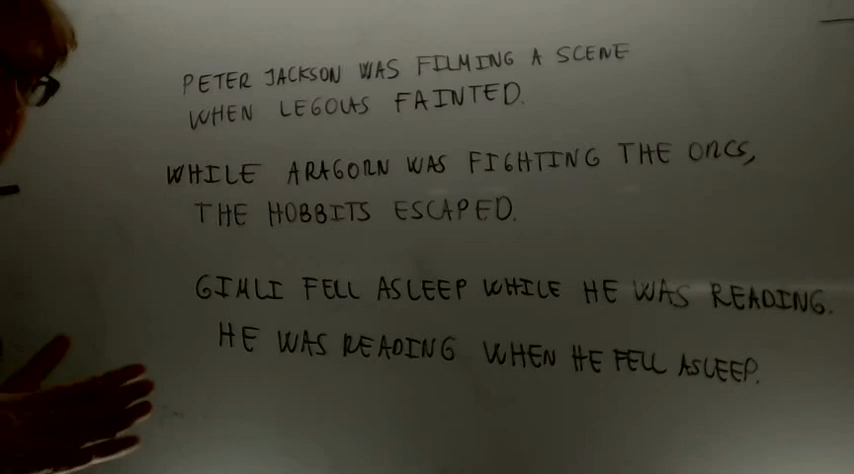 PETER JACKSON WAS FILMING A SCENE
WHEN LEGOLAS FAINTED.
WHILE ARAGORN WAS FIGHTING THE ORCS,
THE HOBBITS ESCAPED.
GIMLI FELL ASLEEP WHILE HE WAS READING.
HE WAS READING WHEN HE FELL ASLEEP.